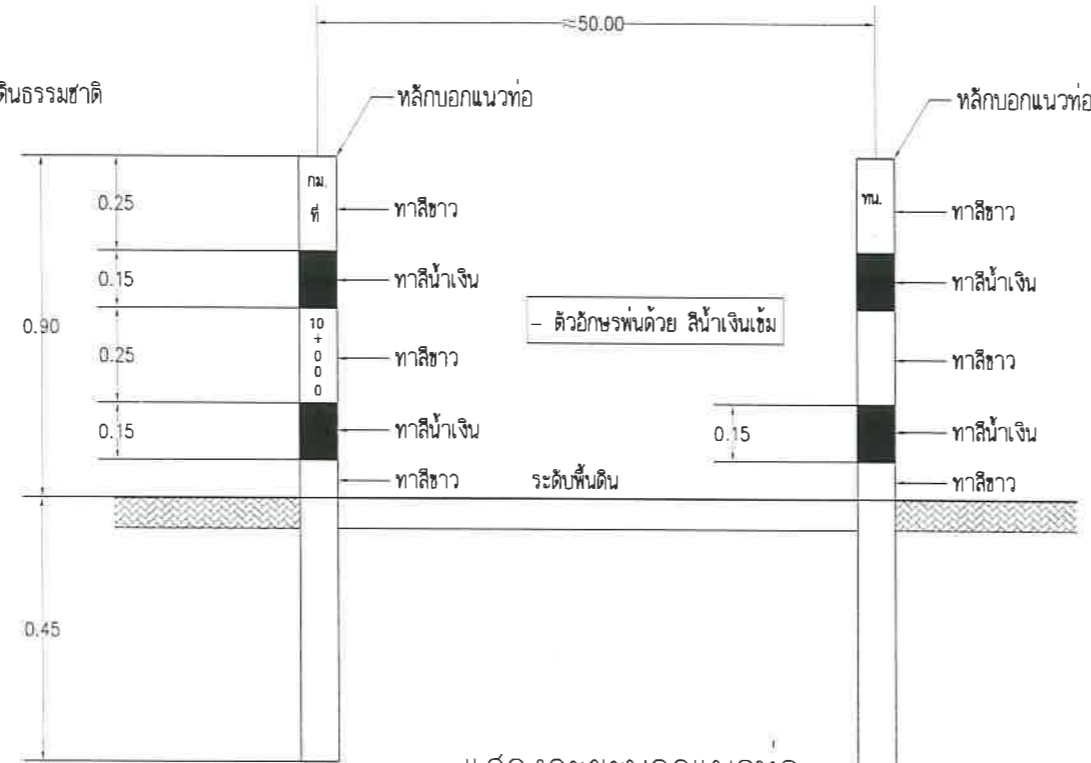 ≈50.00
ดินธรรมชาติ
หลักบอกแนวท่อ
หลักบอกแนวท่อ
กม.
ที่
ทน.
0.25
ทาสีขาว
ทาสีขาว
0.15
ทาสีน้ำเงิน
ทาสีน้ำเงิน
0.90
- ตัวอักษรพ่นด้วย สีน้ำเงินเข้ม
10
+
0
0
0
0.25
ทาสีขาว
ทาสีขาว
0.15
ทาสีน้ำเงิน
0.15
ทาสีน้ำเงิน
ทาสีขาว
ระดับพื้นดิน
ทาสีขาว
0.45